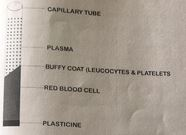 CAPILLARY TUBE
PLASMA
BUFFY COAT (LEUCOCYTES & PLATELETS
RED BLOOD CELL
PLASTICINE